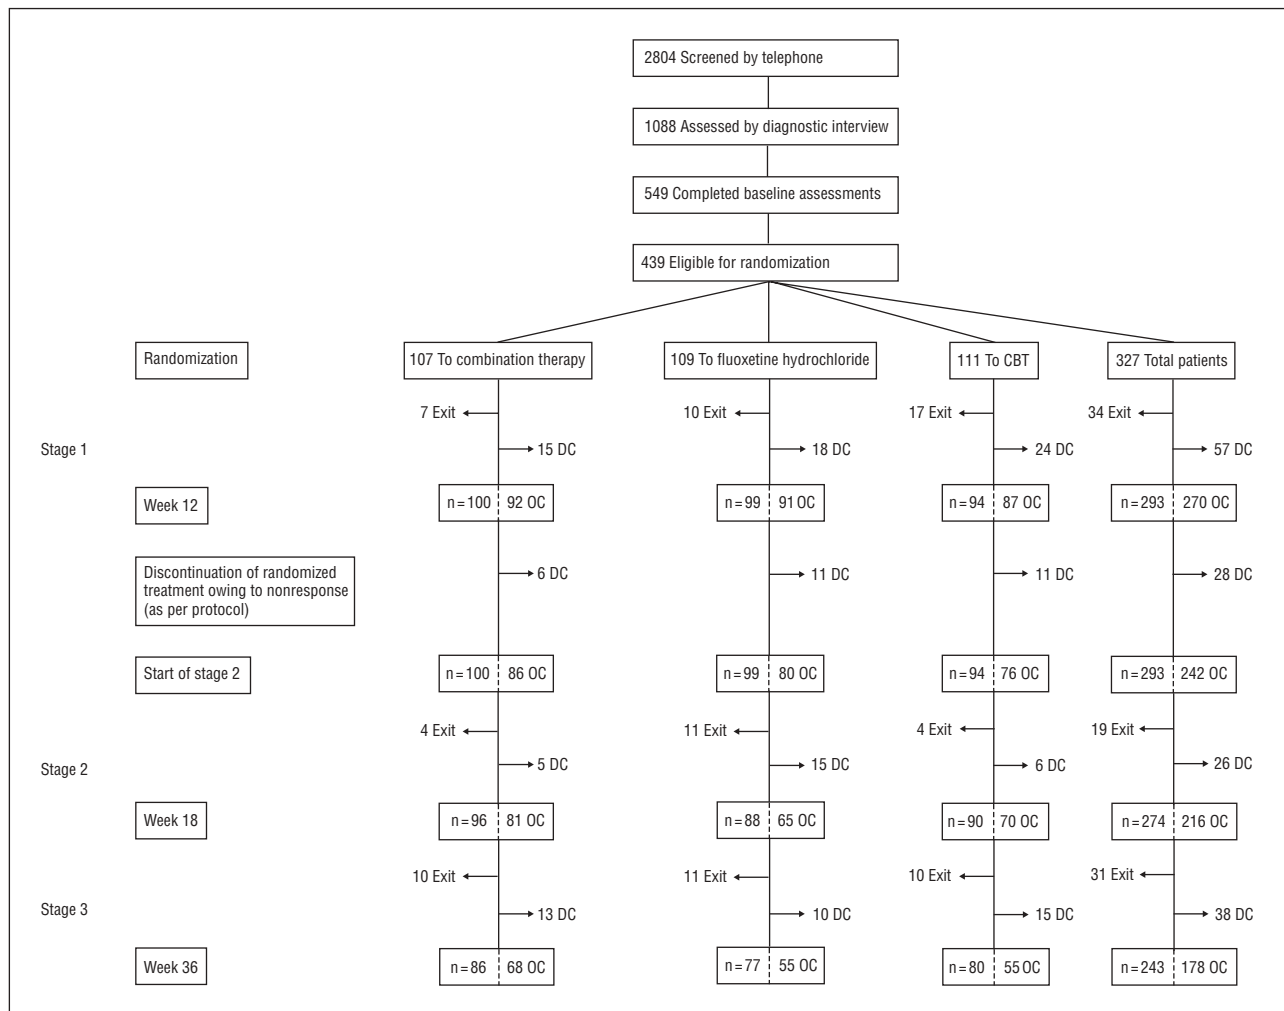 2804 Screened by telephone
1088 Assessed by diagnostic interview
549 Completed baseline assessments
439 Eligible for randomization
Randomization
107 To combination therapy
109 To fluoxetine hydrochloride
111 To CBT
327 Total patients
7 Exit
10 Exit
17 Exit
34 Exit
Stage 1
15 DC
18 DC
24 DC
57 DC
Week 12
n=100 92 OC
n=99 91 OC
n=94 87 OC
n=293 270 OC
Discontinuation of randomized
treatment owing to nonresponse
(as per protocol)
6 DC
11 DC
11 DC
28 DC
Start of stage 2
n=100 86 OC
n=99 80 OC
n=94 76 OC
n=293 242 OC
4 Exit
11 Exit
4 Exit
19 Exit
Stage 2
5 DC
15 DC
6 DC
26 DC
Week 18
n=96 81 OC
n=88 65 OC
n=90 70 OC
n=274 216 OC
10 Exit
11 Exit
10 Exit
31 Exit
Stage 3
13 DC
10 DC
15 DC
38 DC
Week 36
n=86 68 OC
n=77 55 OC
n=80 55 OC
n=243 178 OC